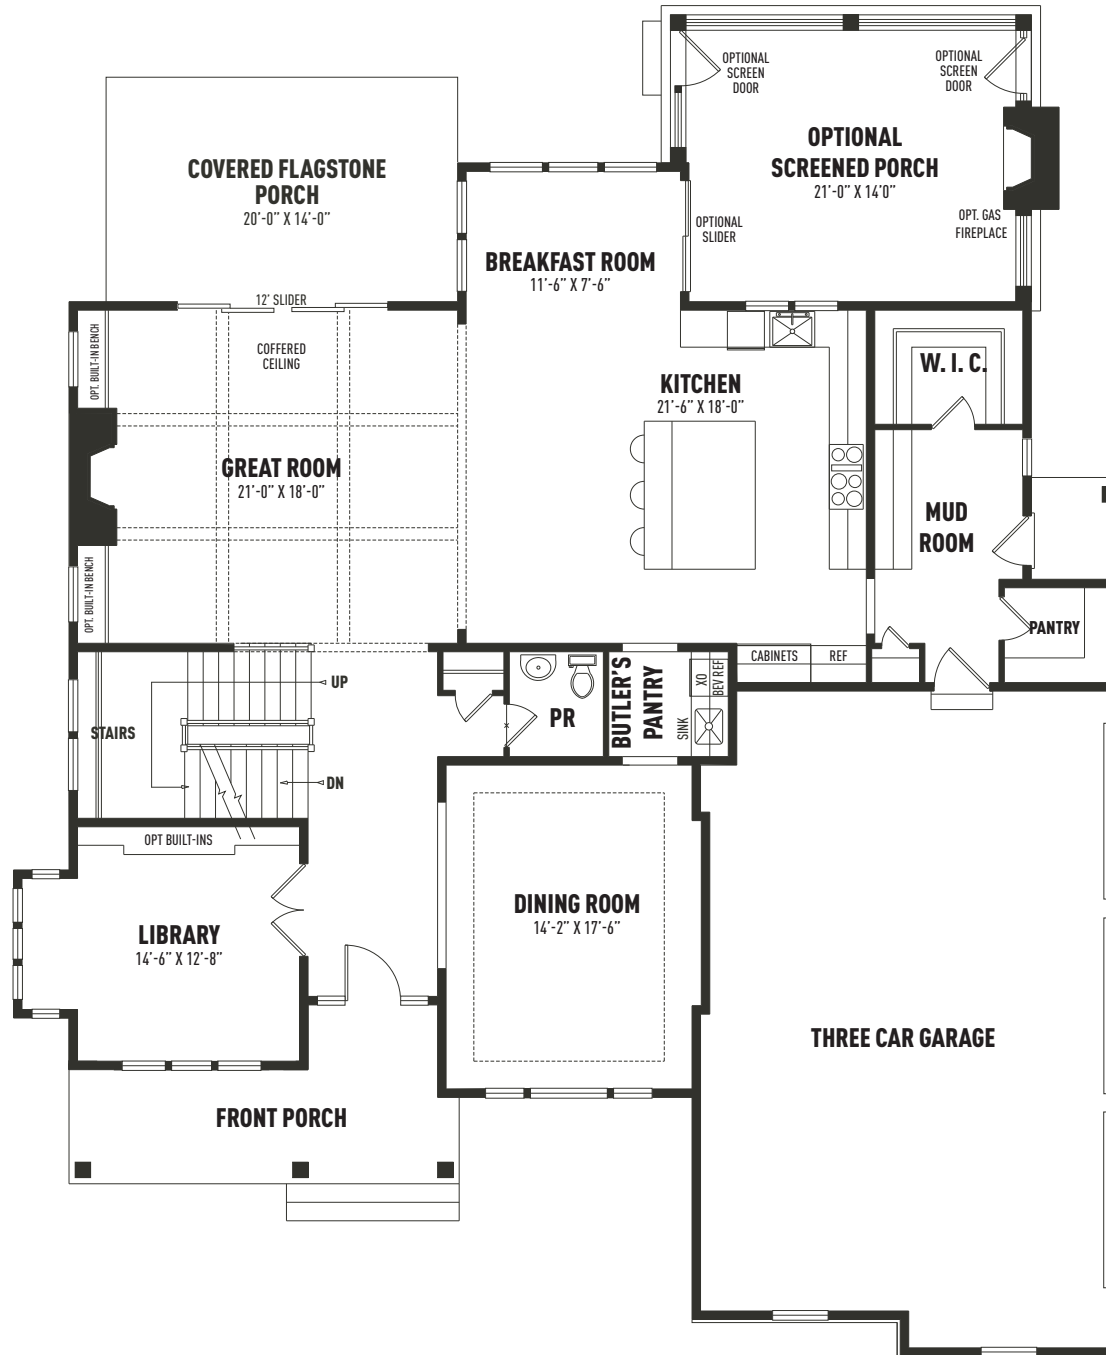 OPTIONAL
SCREEN
DOOR
OPTIONAL
SCREEN
DOOR
OPTIONAL
SCREENED PORCH
21'-0" X 14'0"
OPT. GAS
FIREPLACE
COVERED FLAGSTONE
PORCH
20'-0" X 14'-0"
OPTIONAL
SLIDER
BREAKFAST ROOM
11'-6" X 7'-6"
12' SLIDER
COFFERED
CEILING
OPT. BUILT-IN BENCH
W. I. C.
KITCHEN
21'-6" X 18'-0"
GREAT ROOM
21'-0" X 18'-0"
MUD
ROOM
OPT. BUILT-IN BENCH
PANTRY
CABINETS
REF
BUTLER'S
PANTRY
XO
BEV REF
SINK
UP
PR
STAIRS
DN
OPT BUILT-INS
LIBRARY
14'-6" X 12'-8"
DINING ROOM
14'-2" X 17'-6"
THREE CAR GARAGE
FRONT PORCH